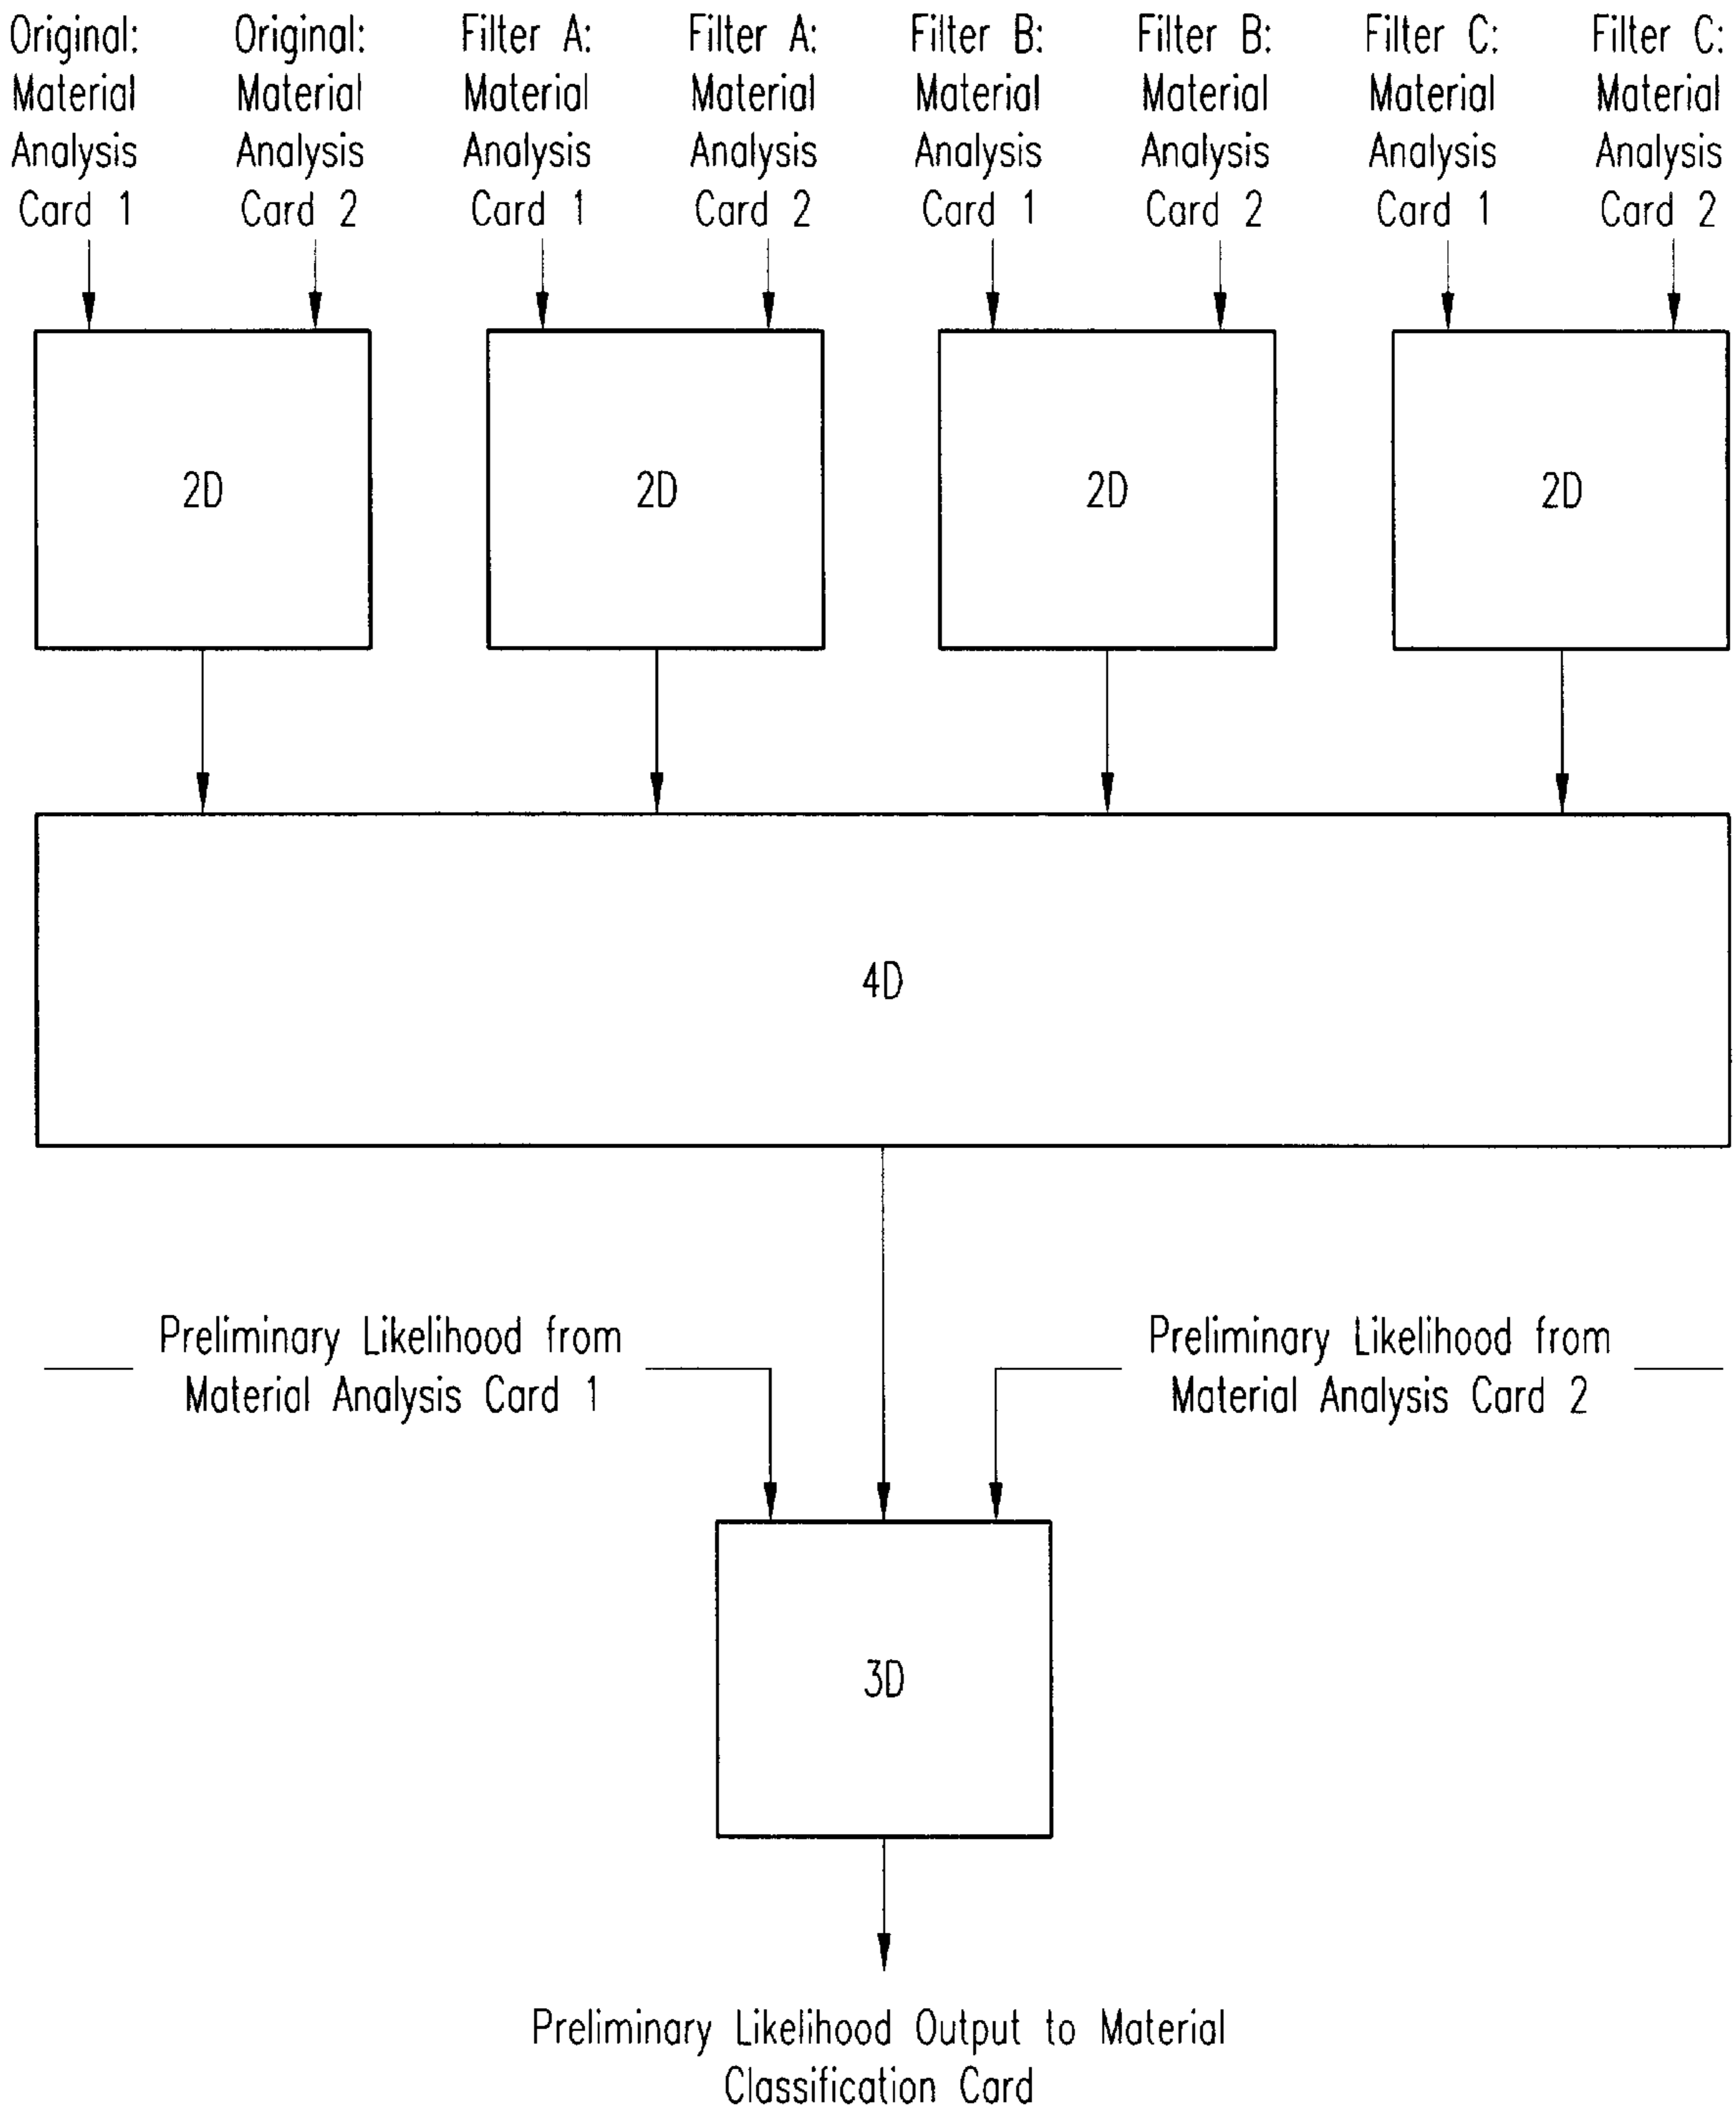 Original:
Material
Analysis
Card 1
Original:
Material
Analysis
Card 2
Filter A:
Material
Analysis
Card 1
Filter A:
Material
Analysis
Card 2
Filter B:
Material
Analysis
Card 1
Filter B:
Material
Analysis
Card 2
Filter C:
Material
Analysis
Card 1
Filter C:
Material
Analysis
Card 2
2D
2D
2D
2D
4D
Preliminary Likelihood from
Material Analysis Card 1
Preliminary Likelihood from
Material Analysis Card 2
3D
Preliminary Likelihood Output to Material
Classification Card